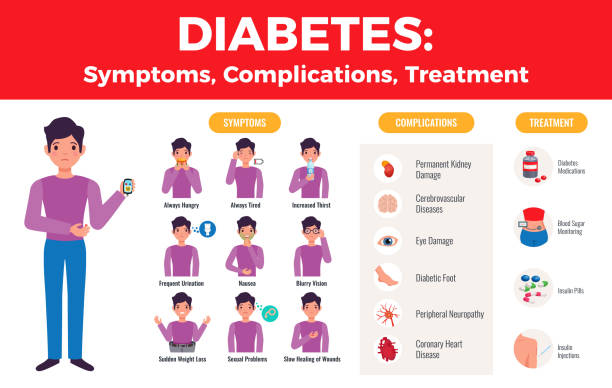 DIABETES:
Symptoms, Complications, Treatment
SYMPTOMS
Always Hungry
Always Tired
Increased Thirst
Frequent Urination
Nausea
Blurry Vision
Sudden Weight Loss
Sexual Problems
Slow Healing of Wounds
COMPLICATIONS
Permanent Kidney
Damage
Cerebrovascular
Diseases
Eye Damage
Diabetic Foot
Peripheral Neuropathy
Coronary Heart
Disease
TREATMENT
Diabetes
Medications
Blood Sugar
Monitoring
Insulin Pills
Insulin
Injections